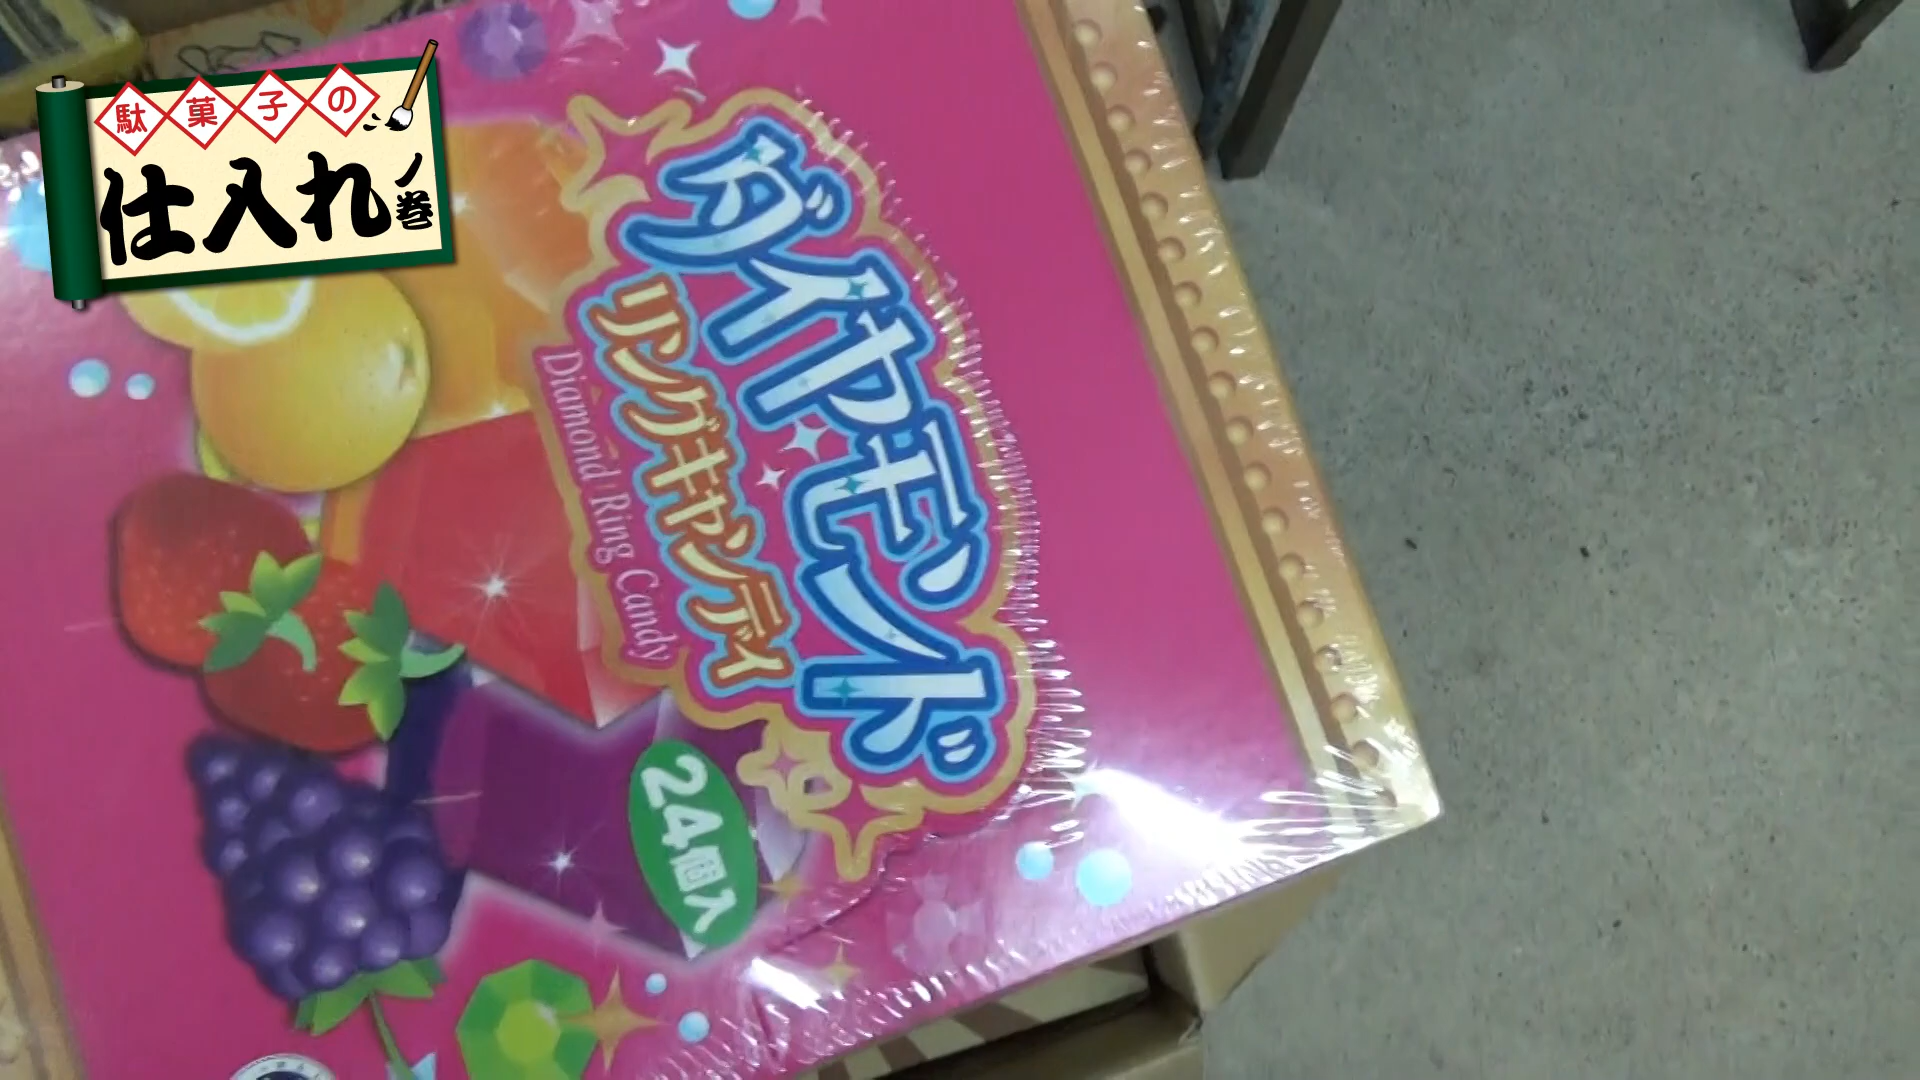 駄菓子の
仕入れノ巻
ダイヤモンド
リングキャンディ
Diamond Ring Candy
24個入